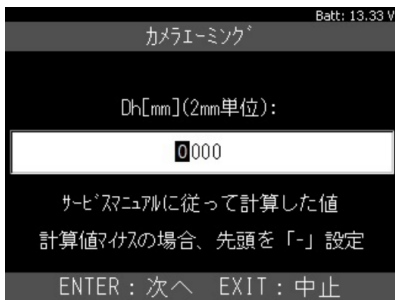 Batt: 13.33 V
ｶﾒﾗｴｰﾐﾝｸﾞ
Dh[mm](2mm単位):
0000
ｻｰﾋﾞｽﾏﾆｭｱﾙに従って計算した値
計算値ﾏｲﾅｽの場合、先頭を「-」設定
ENTER：次へ EXIT：中止